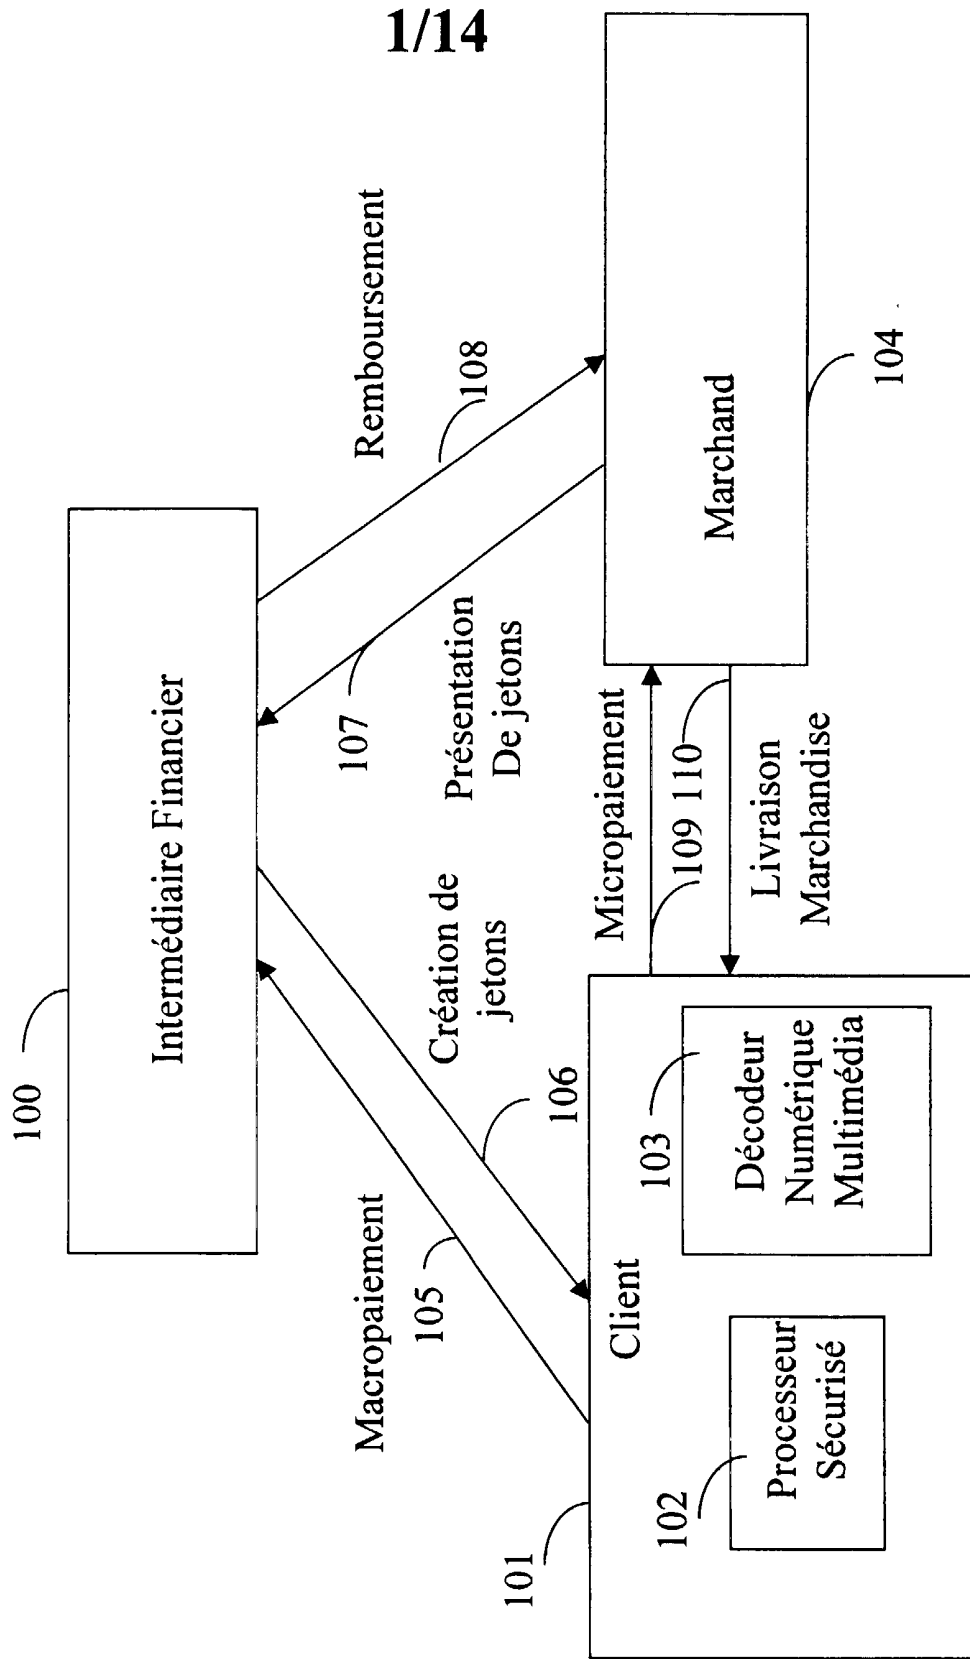 1/14
100
Intermédiaire Financier
Macropaiement
105
Création de
jetons
106
107
Présentation
De jetons
Remboursement
108
101
Client
102
Processeur
Sécurisé
103
Décodeur
Numérique
Multimédia
Micropaiement
109
110
Livraison
Marchandise
Marchand
104